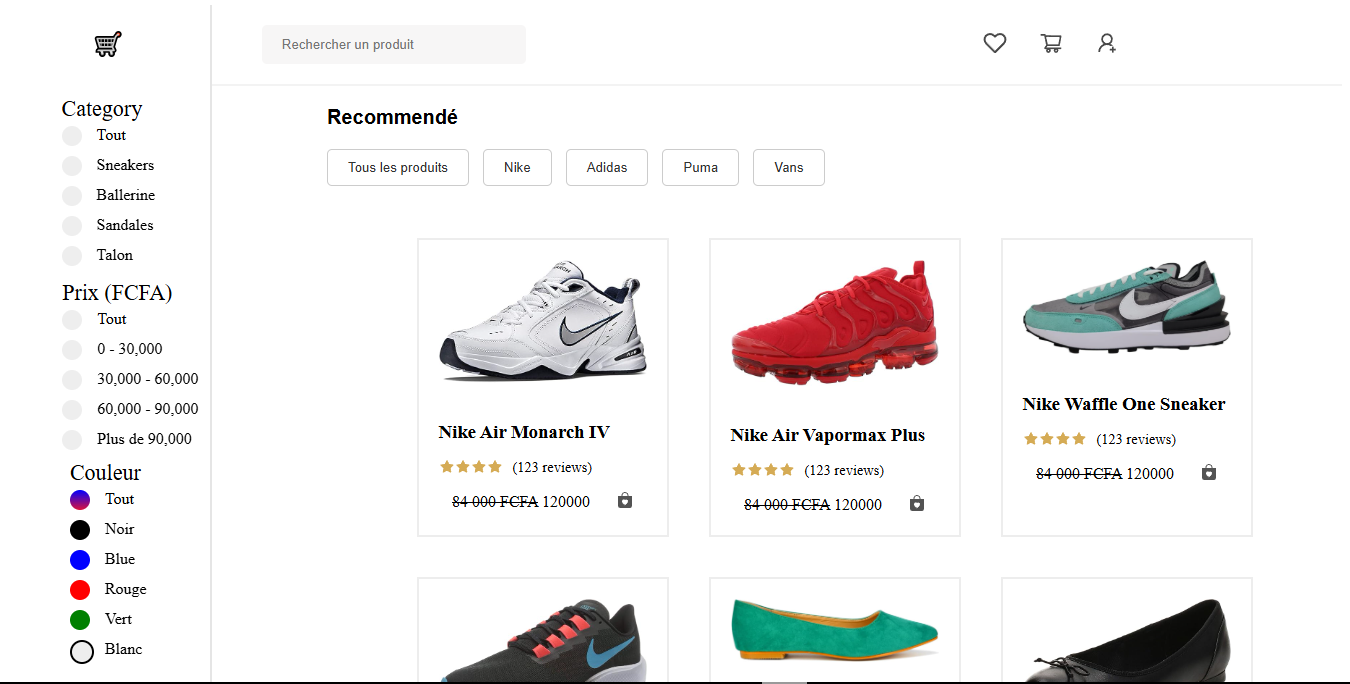 Rechercher un produit
Category
Tout
Sneakers
Ballerine
Sandales
Talon
Prix (FCFA)
Tout
0 - 30,000
30,000 - 60,000
60,000 - 90,000
Plus de 90,000
Couleur
Tout
Noir
Blue
Rouge
Vert
Blanc
Recommendé
Tous les produits Nike Adidas Puma Vans
Nike Air Monarch IV
(123 reviews)
84 000 FCFA 120000
Nike Air Vapormax Plus
(123 reviews)
84 000 FCFA 120000
Nike Waffle One Sneaker
(123 reviews)
84 000 FCFA 120000